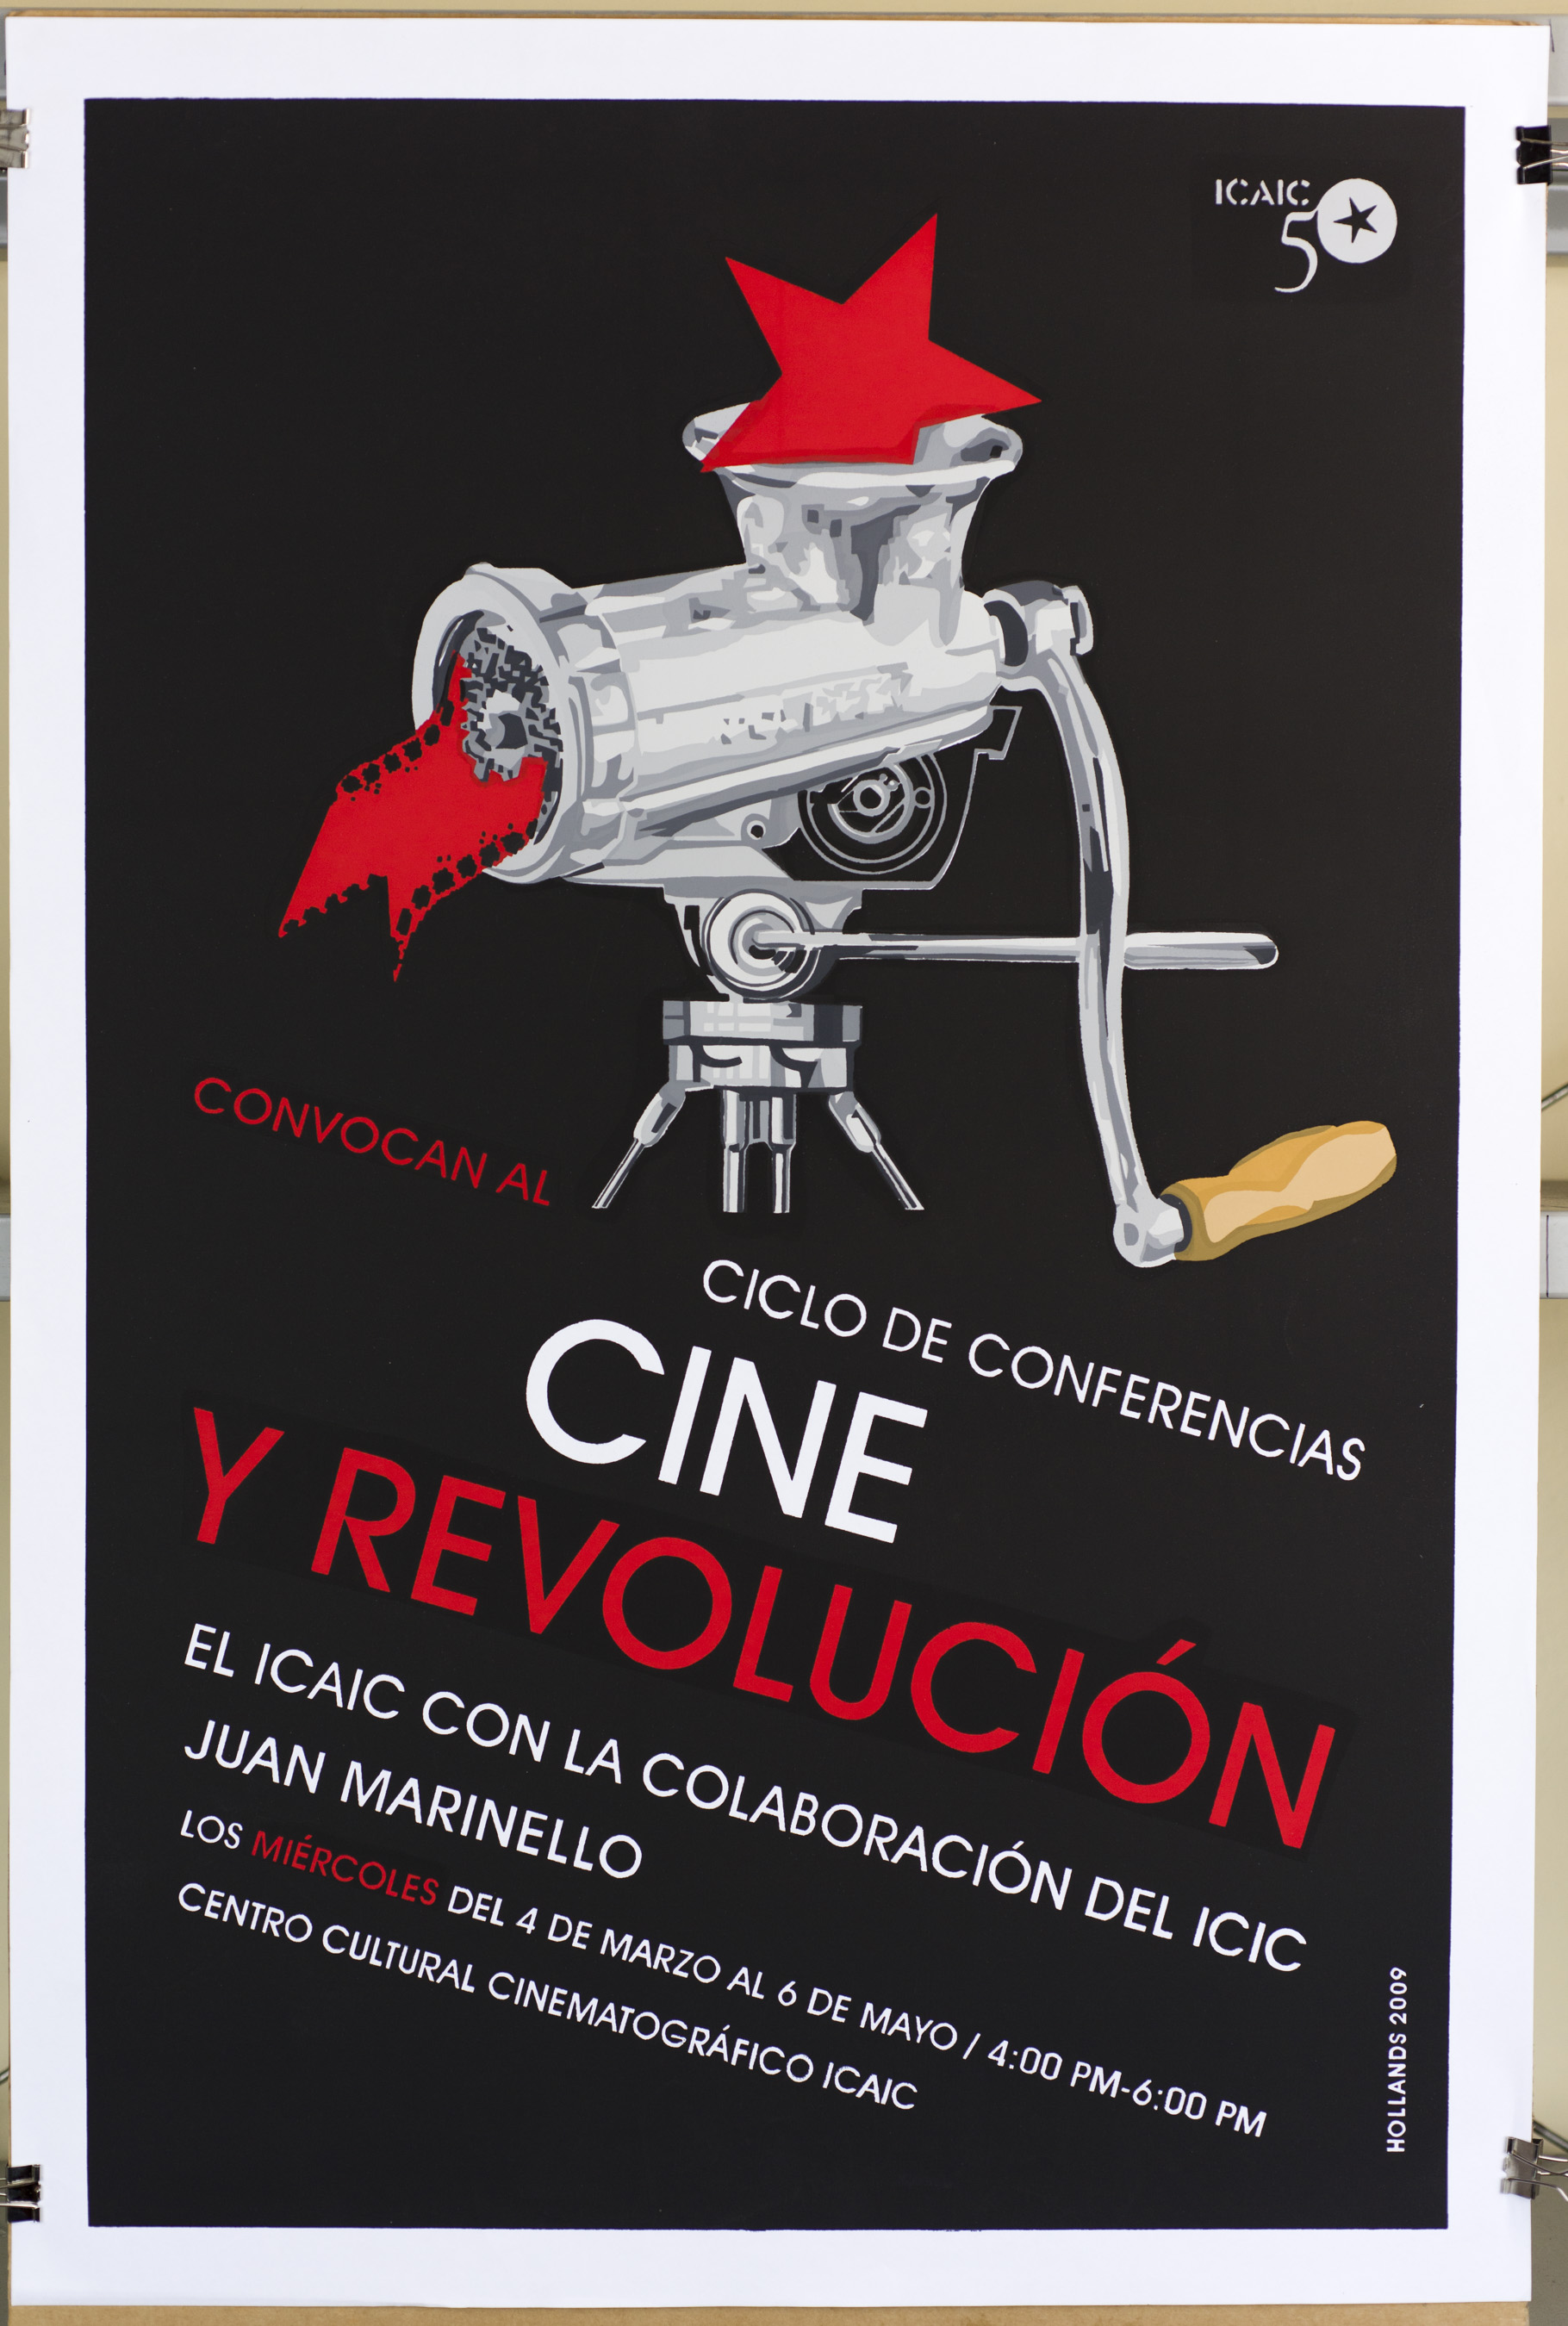 ICAIC
50
CONVOCAN AL
CICLO DE CONFERENCIAS
CINE
Y REVOLUCIÓN
EL ICAIC CON LA COLABORACIÓN DEL ICIC
JUAN MARINELLO
LOS MIÉRCOLES DEL 4 DE MARZO AL 6 DE MAYO / 4:00 PM-6:00 PM
CENTRO CULTURAL CINEMATOGRÁFICO ICAIC
HOLLANDS 2009